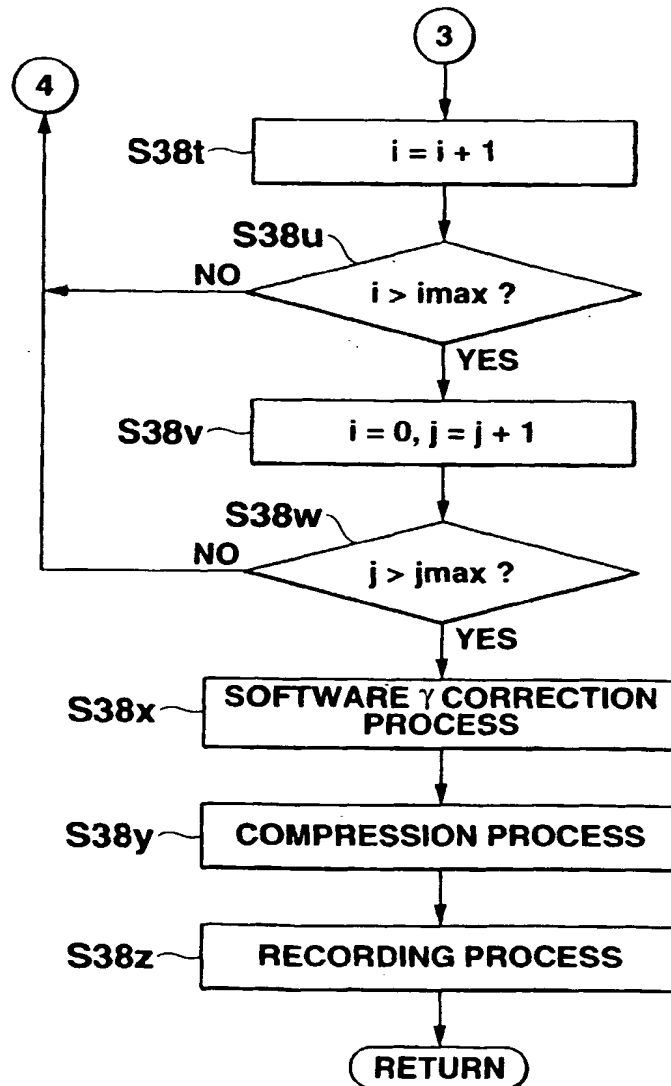 3
4
S38t
i = i + 1
S38u
NO
i > imax ?
YES
S38v
i = 0, j = j + 1
S38w
NO
j > jmax ?
YES
S38x
SOFTWARE γ CORRECTION
PROCESS
S38y
COMPRESSION PROCESS
S38z
RECORDING PROCESS
RETURN